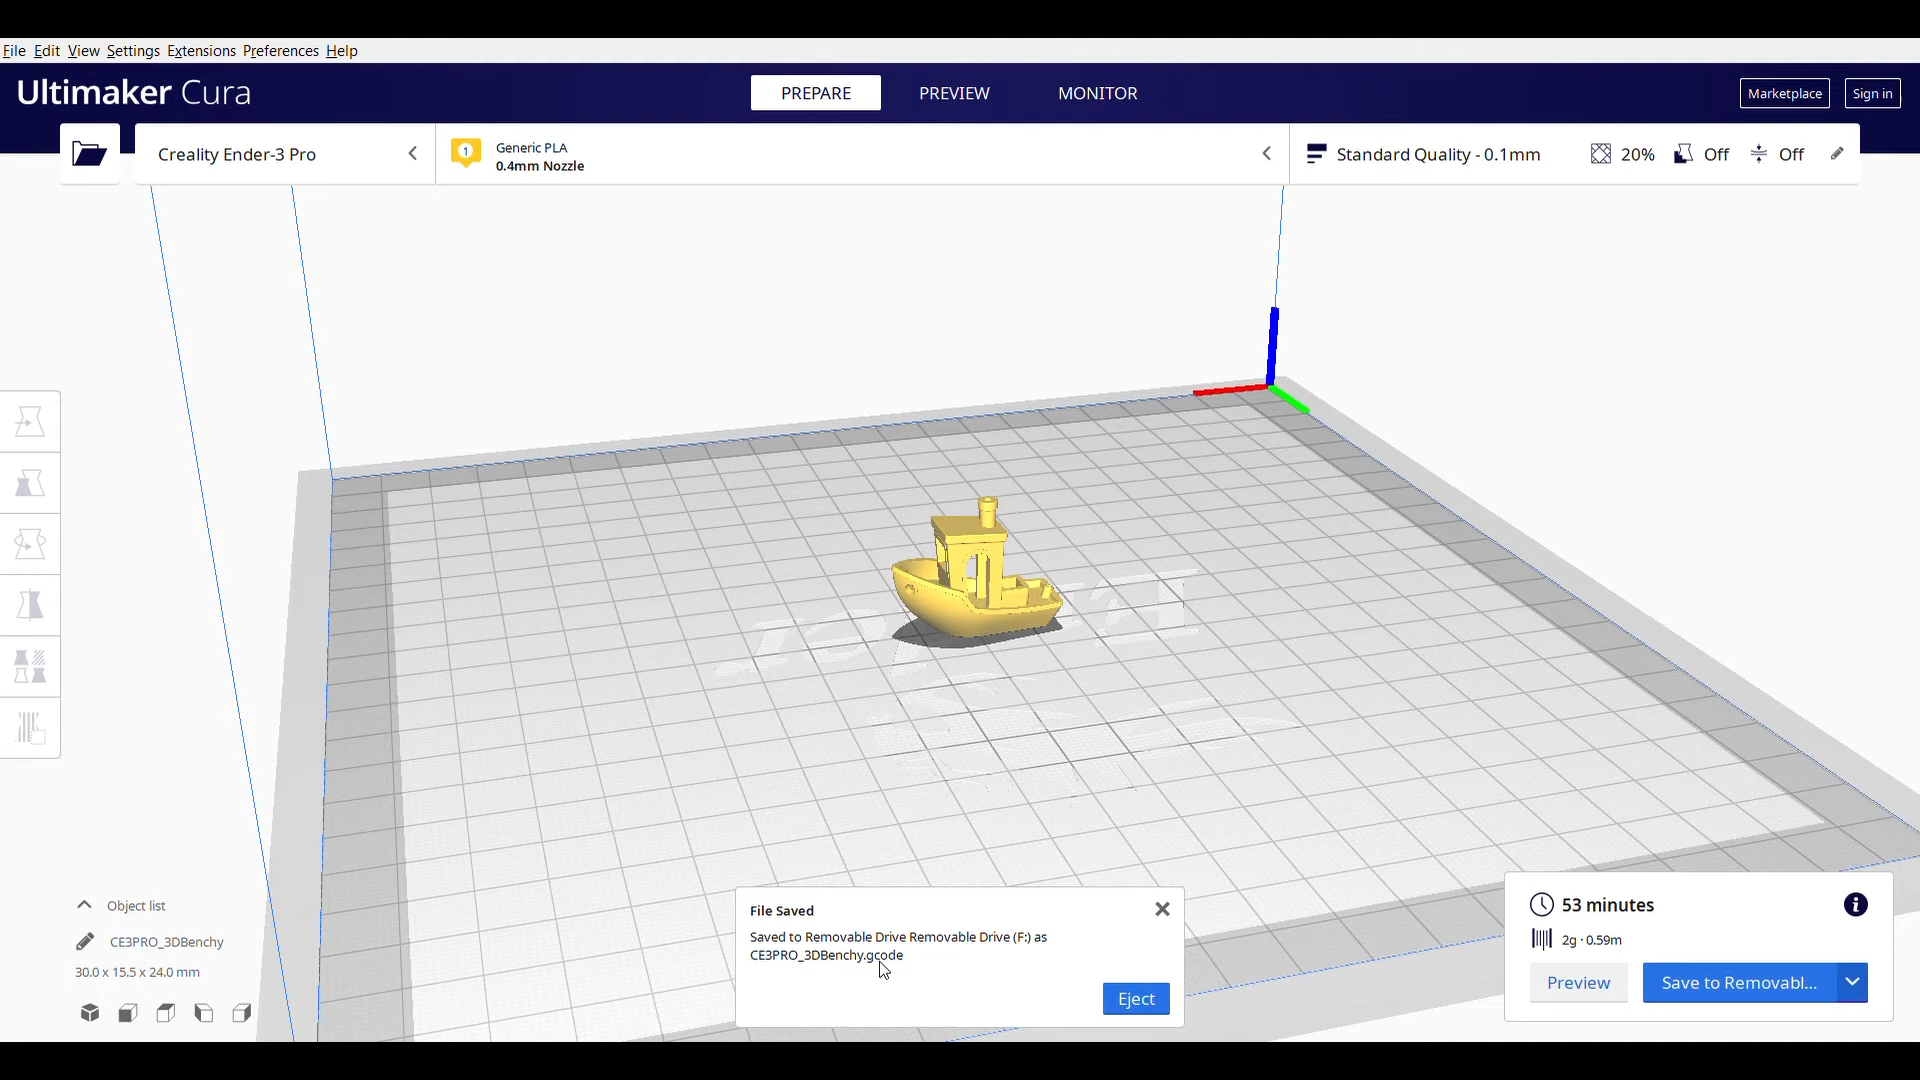 File Edit View Settings Extensions Preferences Help
Ultimaker Cura
PREPARE PREVIEW MONITOR
Marketplace Sign in
Creality Ender-3 Pro
1
Generic PLA
0.4mm Nozzle
Standard Quality - 0.1mm
20% Off Off
Object list
CE3PRO_3DBenchy
30.0 x 15.5 x 24.0 mm
File Saved
Saved to Removable Drive Removable Drive (F:) as
CE3PRO_3DBenchy.gcode
Eject
53 minutes
2g · 0.59m
Preview Save to Removabl...